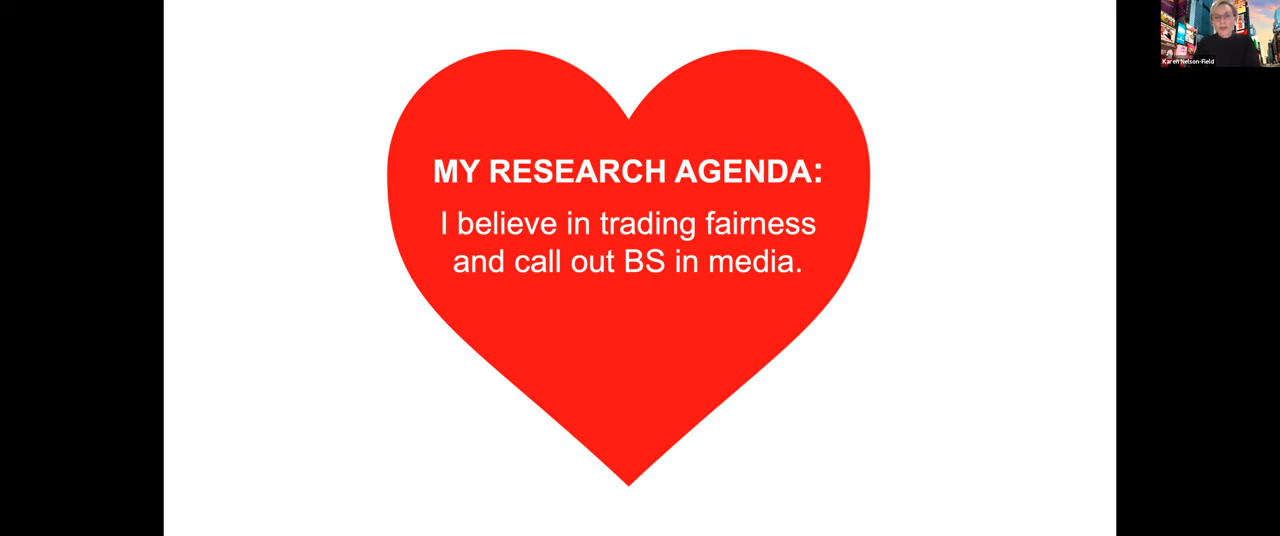 Karen Nelson-Field
MY RESEARCH AGENDA:
I believe in trading fairness
and call out BS in media.